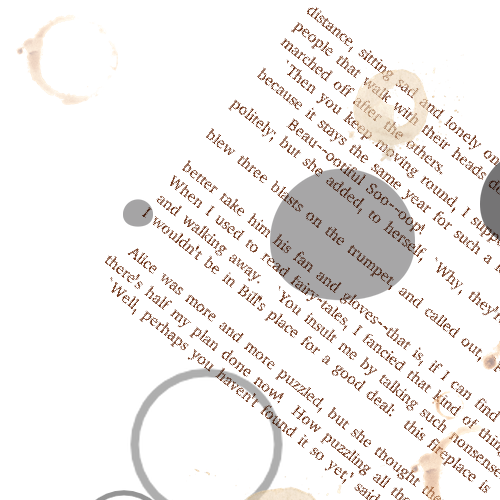 distance, sitting sad and lonely
people that walk with their heads
marched off after the others.
`Then you keep moving round, I supp
because it stays the same year for such a
Beau--ootiful Soo--oop!
politely; but she added, to herself, `Why, they'
blew three blasts on the trumpet, and called out,
better take him his fan and gloves--that is, if I can find
When I used to read fairy-tales, I fancied that kind of thin
and walking away. `You insult me by talking such nonsense
I wouldn't be in Bill's place for a good deal: this fireplace is
Alice was more and more puzzled, but she thought the
there's half my plan done now! How puzzling all
`Well, perhaps you haven't found it so yet,' said